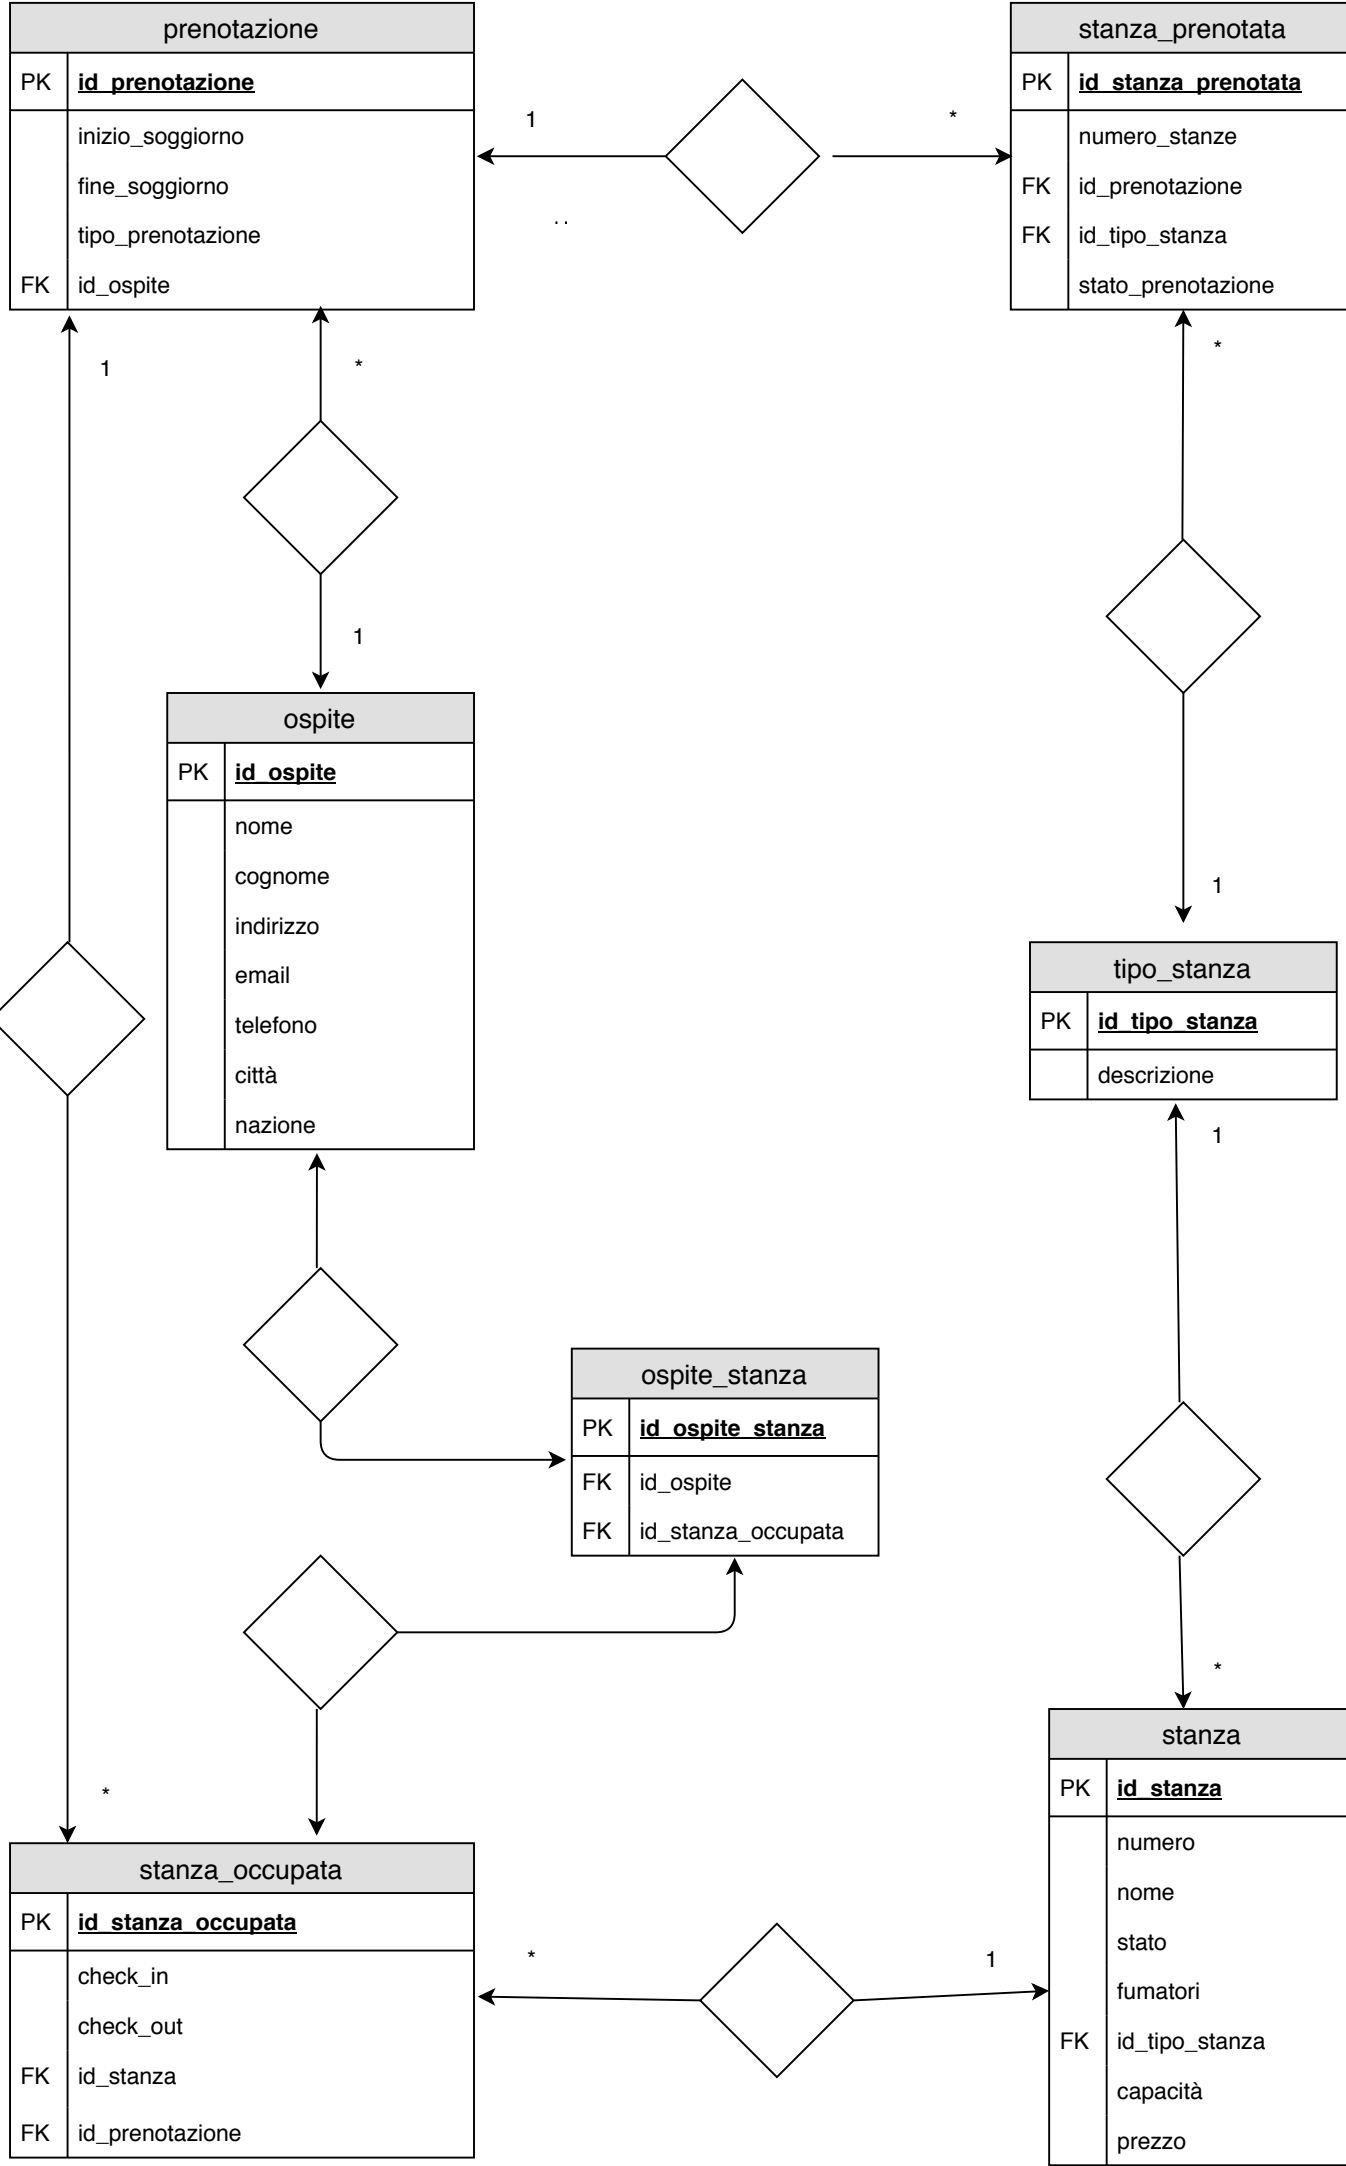 prenotazione
PK id_prenotazione
inizio_soggiorno
fine_soggiorno
tipo_prenotazione
FK id_ospite
1
*
. .
stanza_prenotata
PK id_stanza_prenotata
numero_stanze
FK id_prenotazione
FK id_tipo_stanza
stato_prenotazione
1
*
*
1
ospite
PK id_ospite
nome
cognome
indirizzo
email
telefono
città
nazione
1
tipo_stanza
PK id_tipo_stanza
descrizione
1
ospite_stanza
PK id_ospite_stanza
FK id_ospite
FK id_stanza_occupata
*
stanza
PK id_stanza
numero
nome
stato
fumatori
FK id_tipo_stanza
capacità
prezzo
*
stanza_occupata
PK id_stanza_occupata
check_in
check_out
FK id_stanza
FK id_prenotazione
*
1